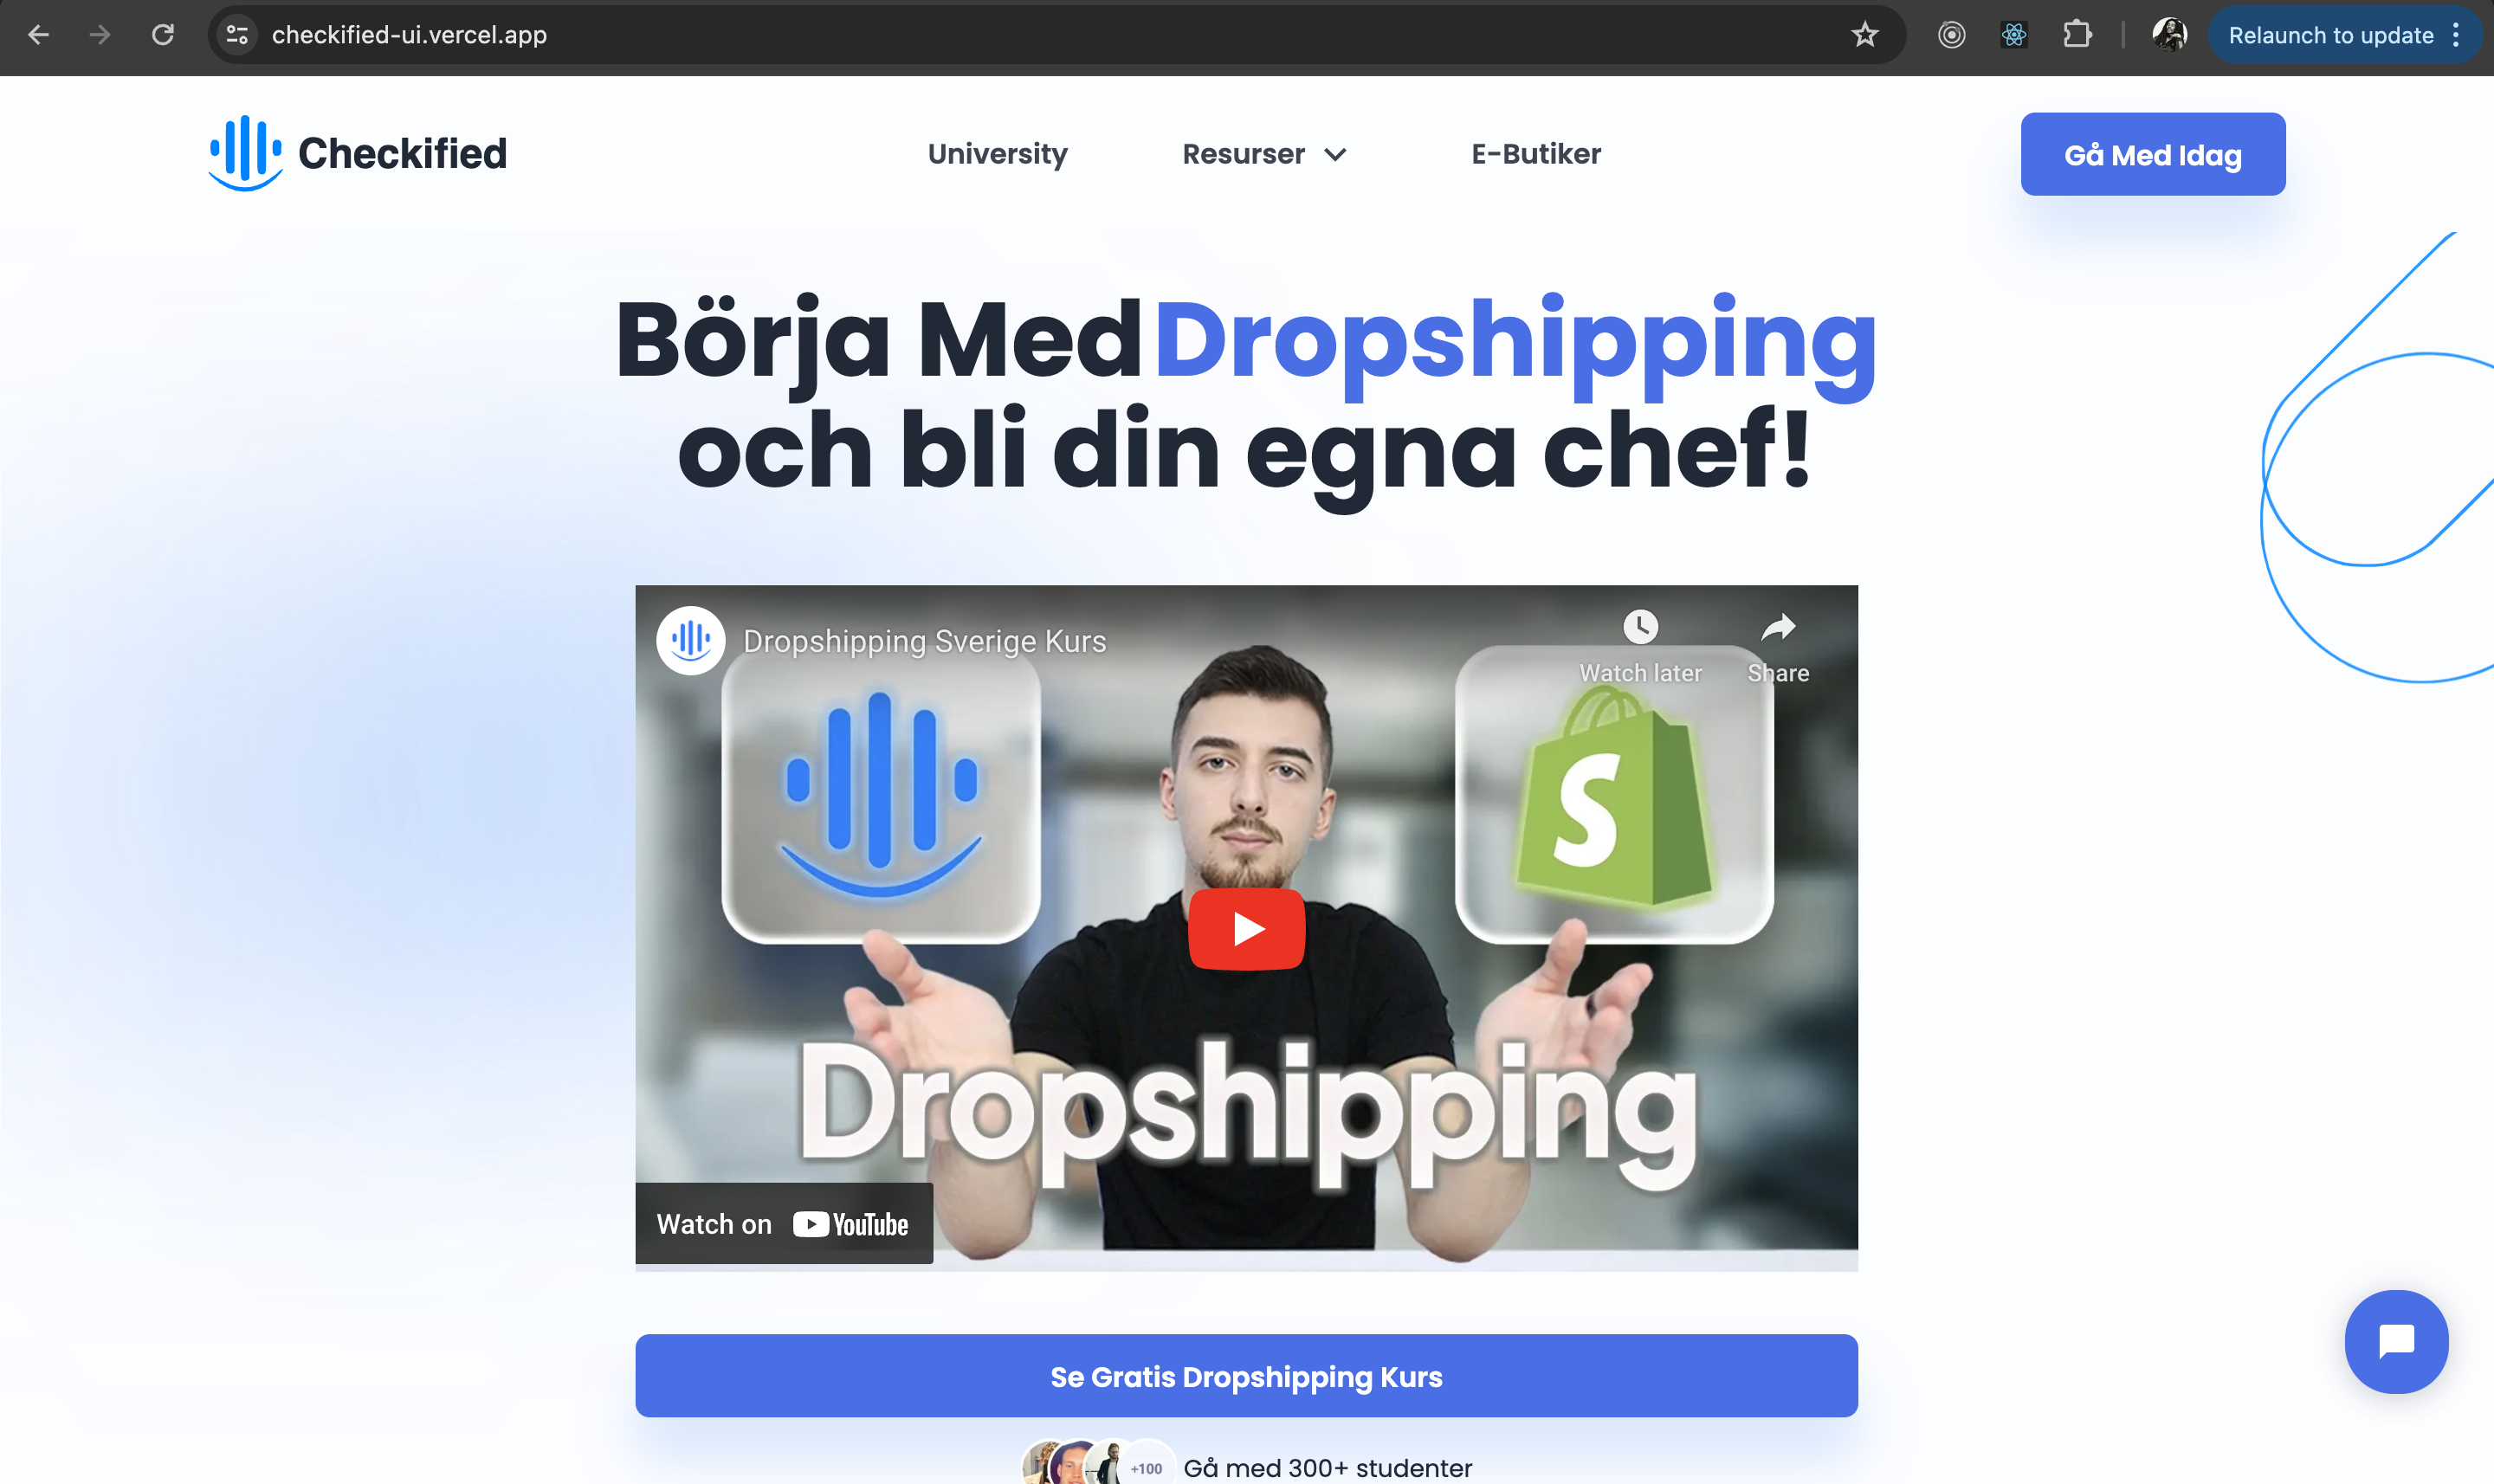 checkified-ui.vercel.app
Relaunch to update
Checkified
University
Resurser
E-Butiker
Gå Med Idag
Börja Med Dropshipping
och bli din egna chef!
Dropshipping Sverige Kurs
Watch later
Share
S
Dropshipping
Watch on YouTube
Se Gratis Dropshipping Kurs
+100
Gå med 300+ studenter